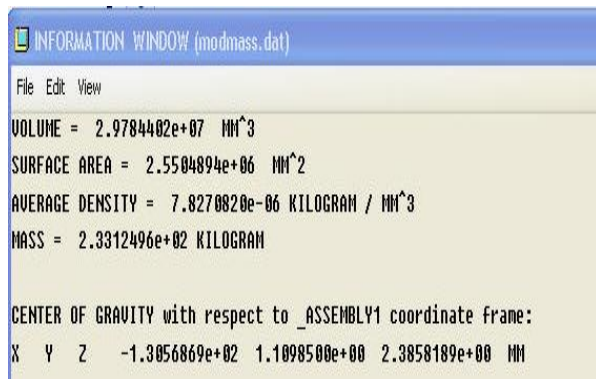 INFORMATION WINDOW (modmass.dat)
File Edit View
VOLUME = 2.9784402e+07 MM^3
SURFACE AREA = 2.5504894e+06 MM^2
AVERAGE DENSITY = 7.8270820e-06 KILOGRAM / MM^3
MASS = 2.3312496e+02 KILOGRAM
CENTER OF GRAVITY with respect to _ASSEMBLY1 coordinate frame:
X Y Z -1.3056869e+02 1.1098500e+00 2.3858189e+00 MM